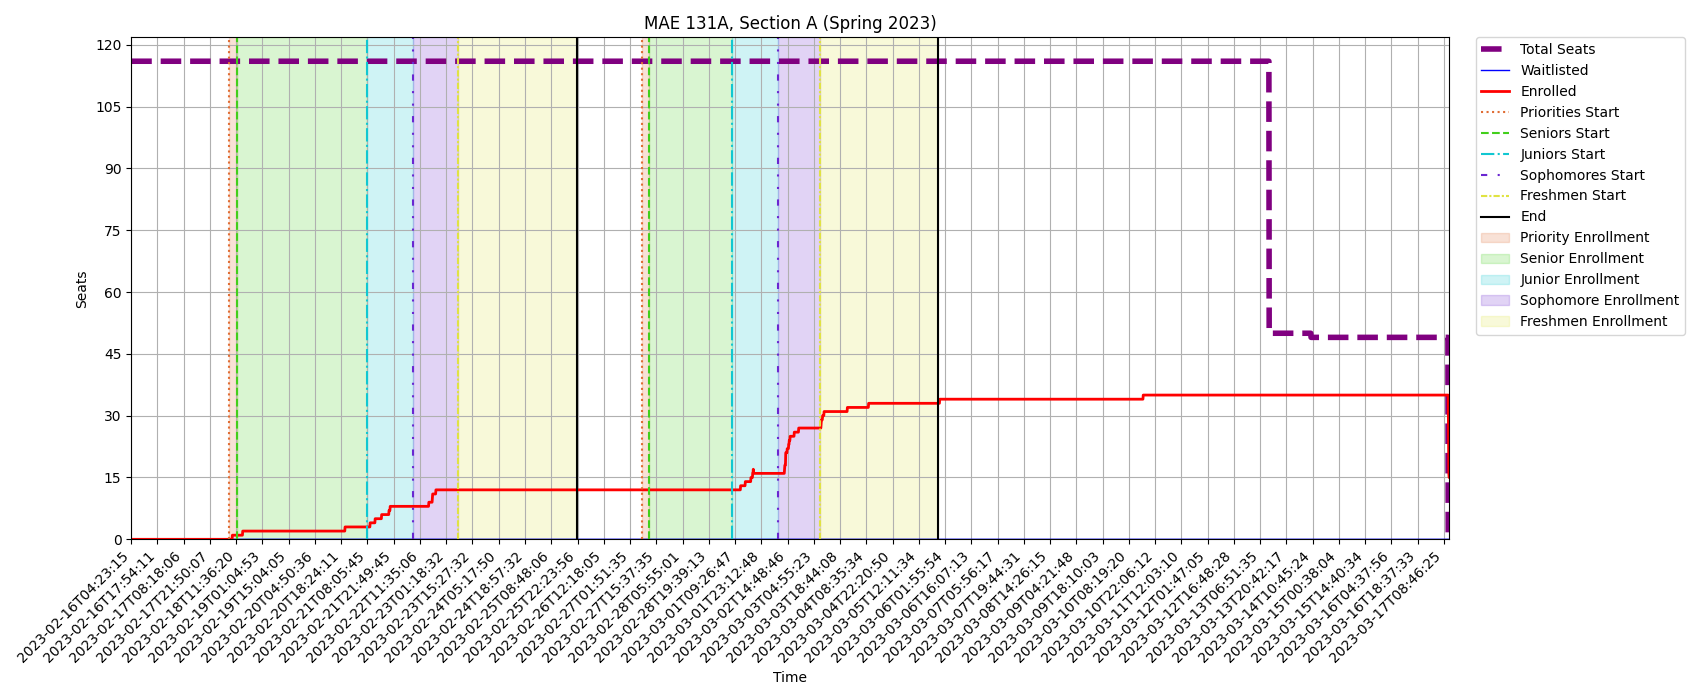 MAE 131A, Section A (Spring 2023)
120
105
90
75
60
45
30
15
0
Seats
2023-02-16T04:23:15
2023-02-16T17:54:11
2023-02-17T08:18:06
2023-02-17T21:50:07
2023-02-18T11:36:20
2023-02-19T01:04:53
2023-02-19T15:04:05
2023-02-20T04:50:36
2023-02-20T18:24:11
2023-02-21T08:05:45
2023-02-21T21:49:45
2023-02-22T11:35:06
2023-02-23T01:18:32
2023-02-23T15:27:32
2023-02-24T05:17:50
2023-02-24T18:57:32
2023-02-25T08:48:06
2023-02-25T22:23:56
2023-02-26T12:18:05
2023-02-27T01:51:35
2023-02-27T15:37:35
2023-02-28T05:55:01
2023-02-28T19:39:13
2023-03-01T09:26:47
2023-03-01T23:12:48
2023-03-02T14:48:46
2023-03-03T04:55:23
2023-03-03T18:44:08
2023-03-04T08:35:34
2023-03-04T22:20:50
2023-03-05T12:11:34
2023-03-06T01:55:54
2023-03-06T16:07:13
2023-03-07T05:56:17
2023-03-07T19:44:31
2023-03-08T14:26:15
2023-03-09T04:21:48
2023-03-09T18:10:03
2023-03-10T08:19:20
2023-03-10T22:06:12
2023-03-11T12:03:10
2023-03-12T01:47:05
2023-03-12T16:48:28
2023-03-13T06:51:35
2023-03-13T20:42:17
2023-03-14T10:45:24
2023-03-15T00:38:04
2023-03-15T14:40:34
2023-03-16T04:37:56
2023-03-16T18:37:33
2023-03-17T08:46:25
Time
Total Seats
Waitlisted
Enrolled
Priorities Start
Seniors Start
Juniors Start
Sophomores Start
Freshmen Start
End
Priority Enrollment
Senior Enrollment
Junior Enrollment
Sophomore Enrollment
Freshmen Enrollment